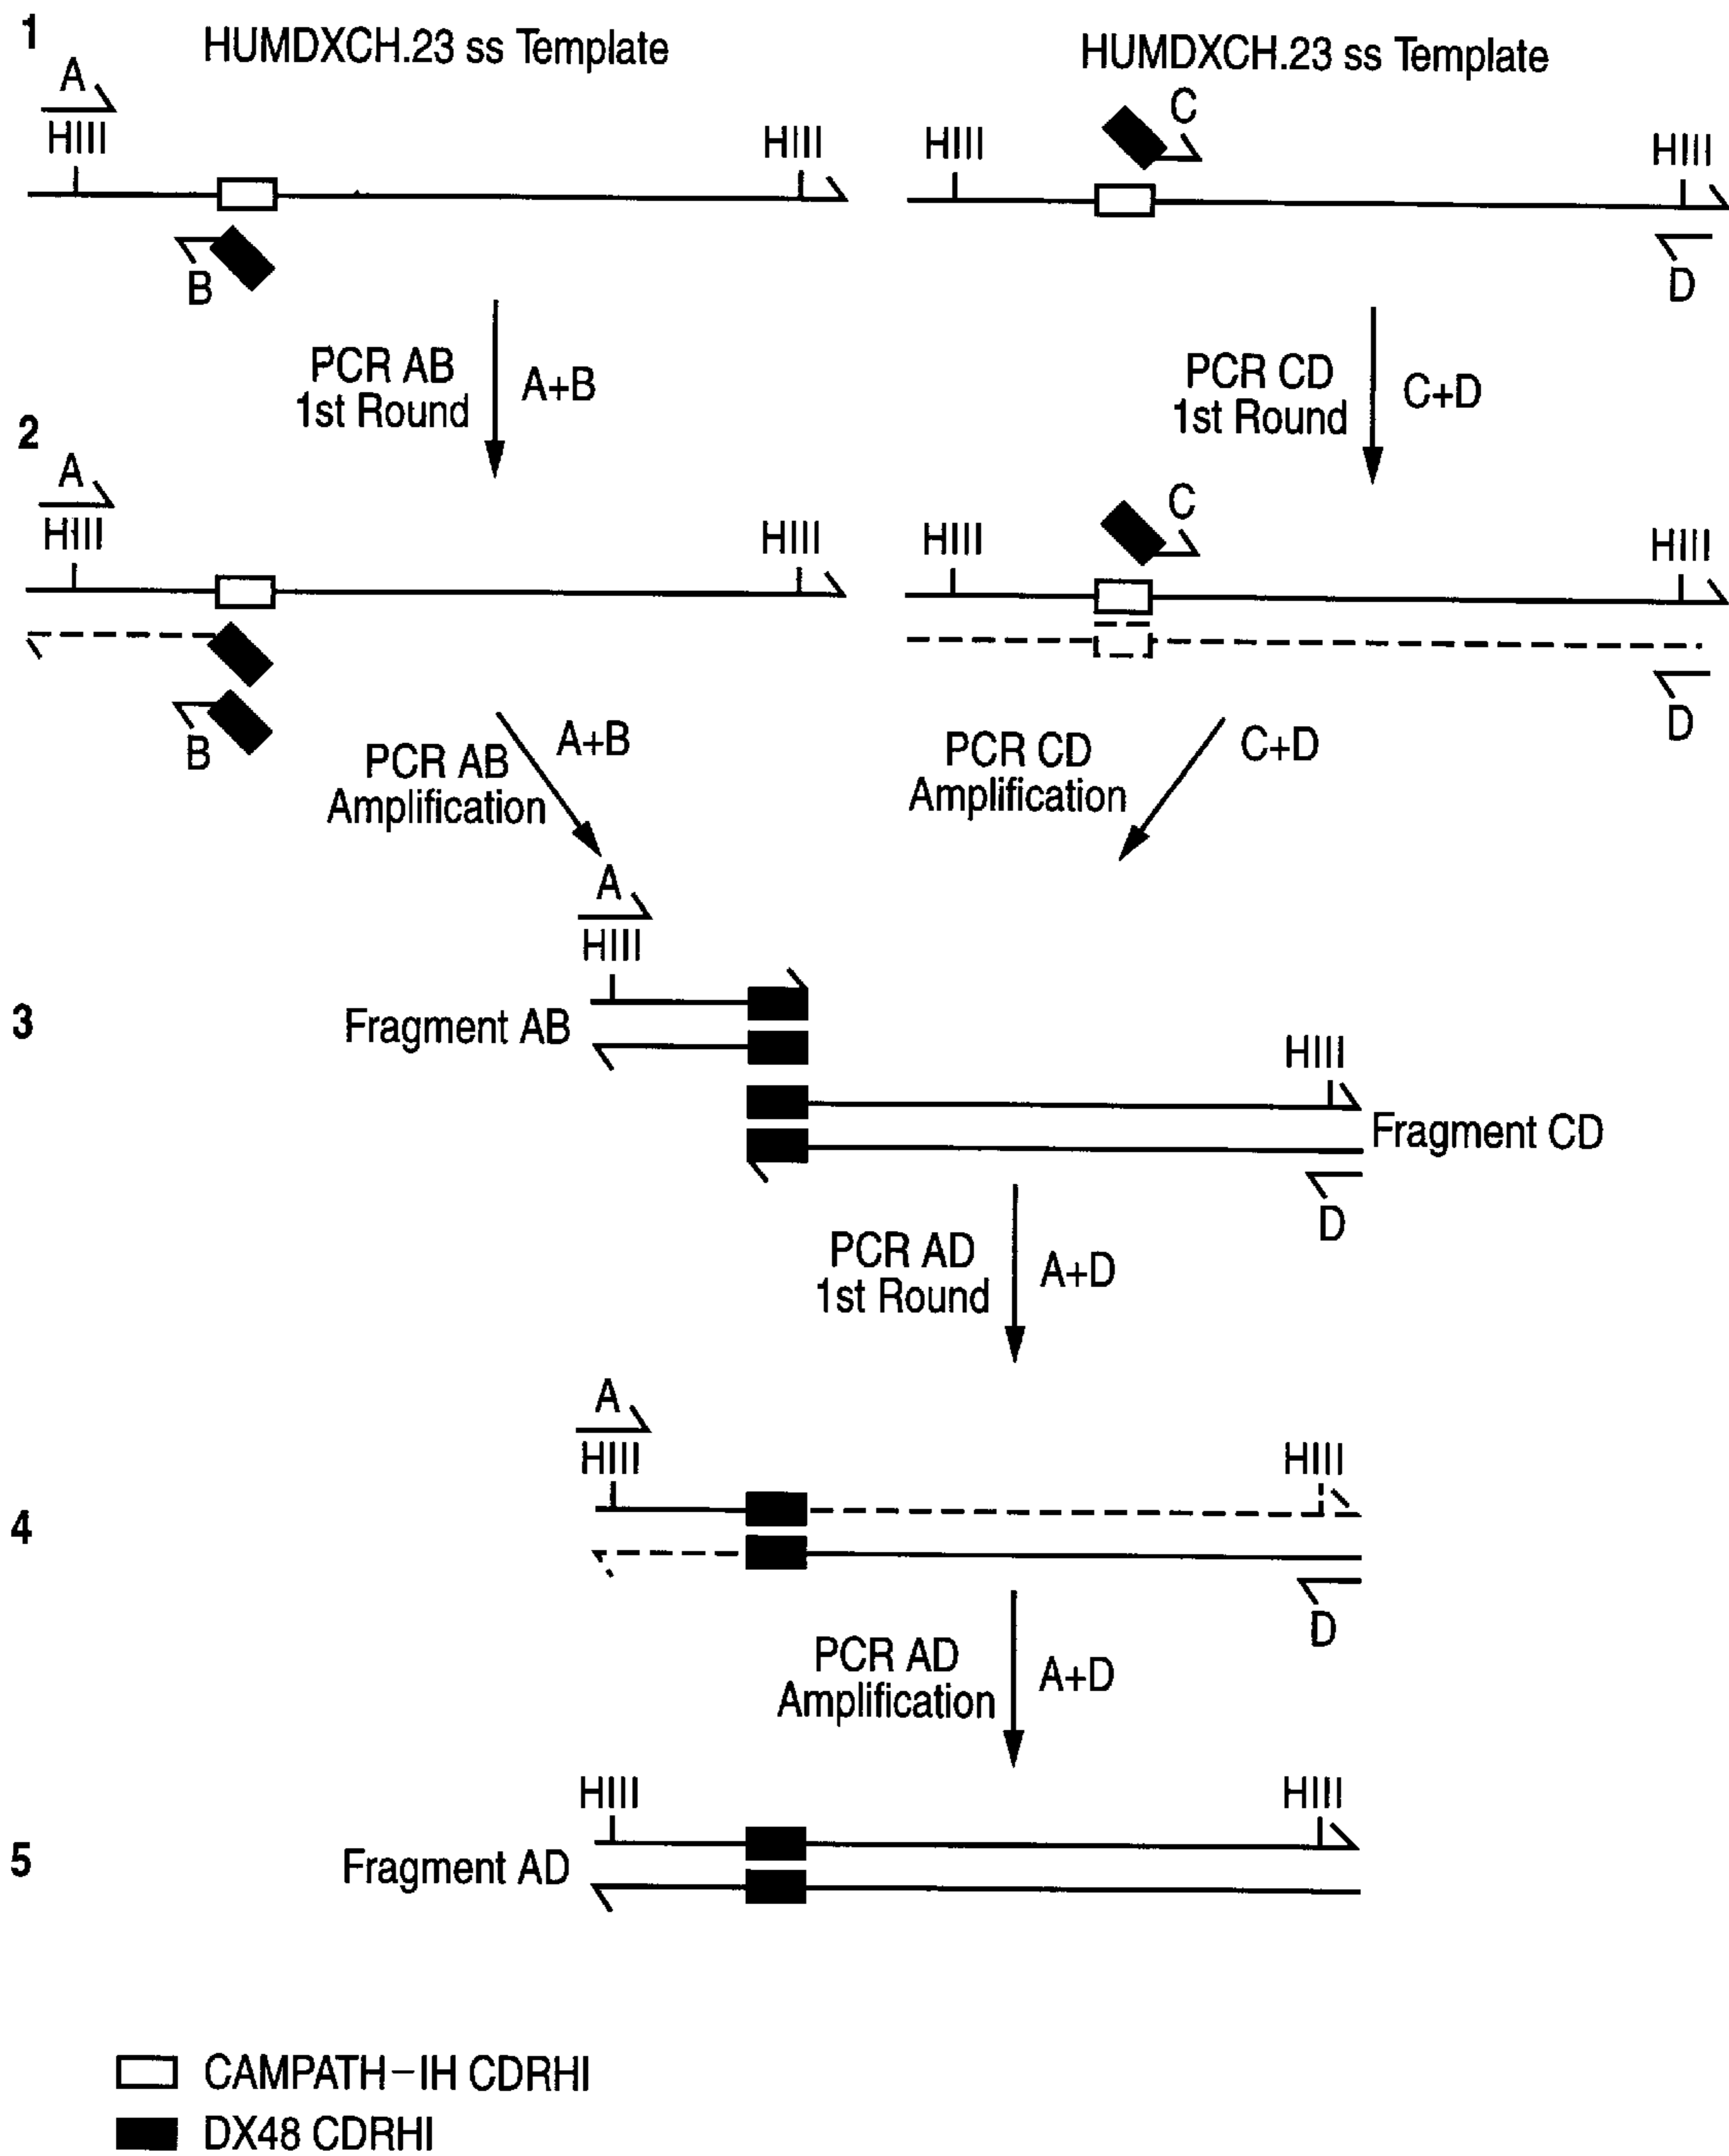 1
HUMDXCH.23 ss Template
HUMDXCH.23 ss Template
A
HIII
HIII
B
HIII
C
HIII
D
PCR AB
1st Round
A+B
PCR CD
1st Round
C+D
2
A
HIII
HIII
B
HIII
C
HIII
D
PCR AB
Amplification
A+B
PCR CD
Amplification
C+D
3
A
HIII
Fragment AB
HIII
Fragment CD
D
PCR AD
1st Round
A+D
4
A
HIII
HIII
D
PCR AD
Amplification
A+D
5
HIII
HIII
Fragment AD
CAMPATH–IH CDRHI
DX48 CDRHI